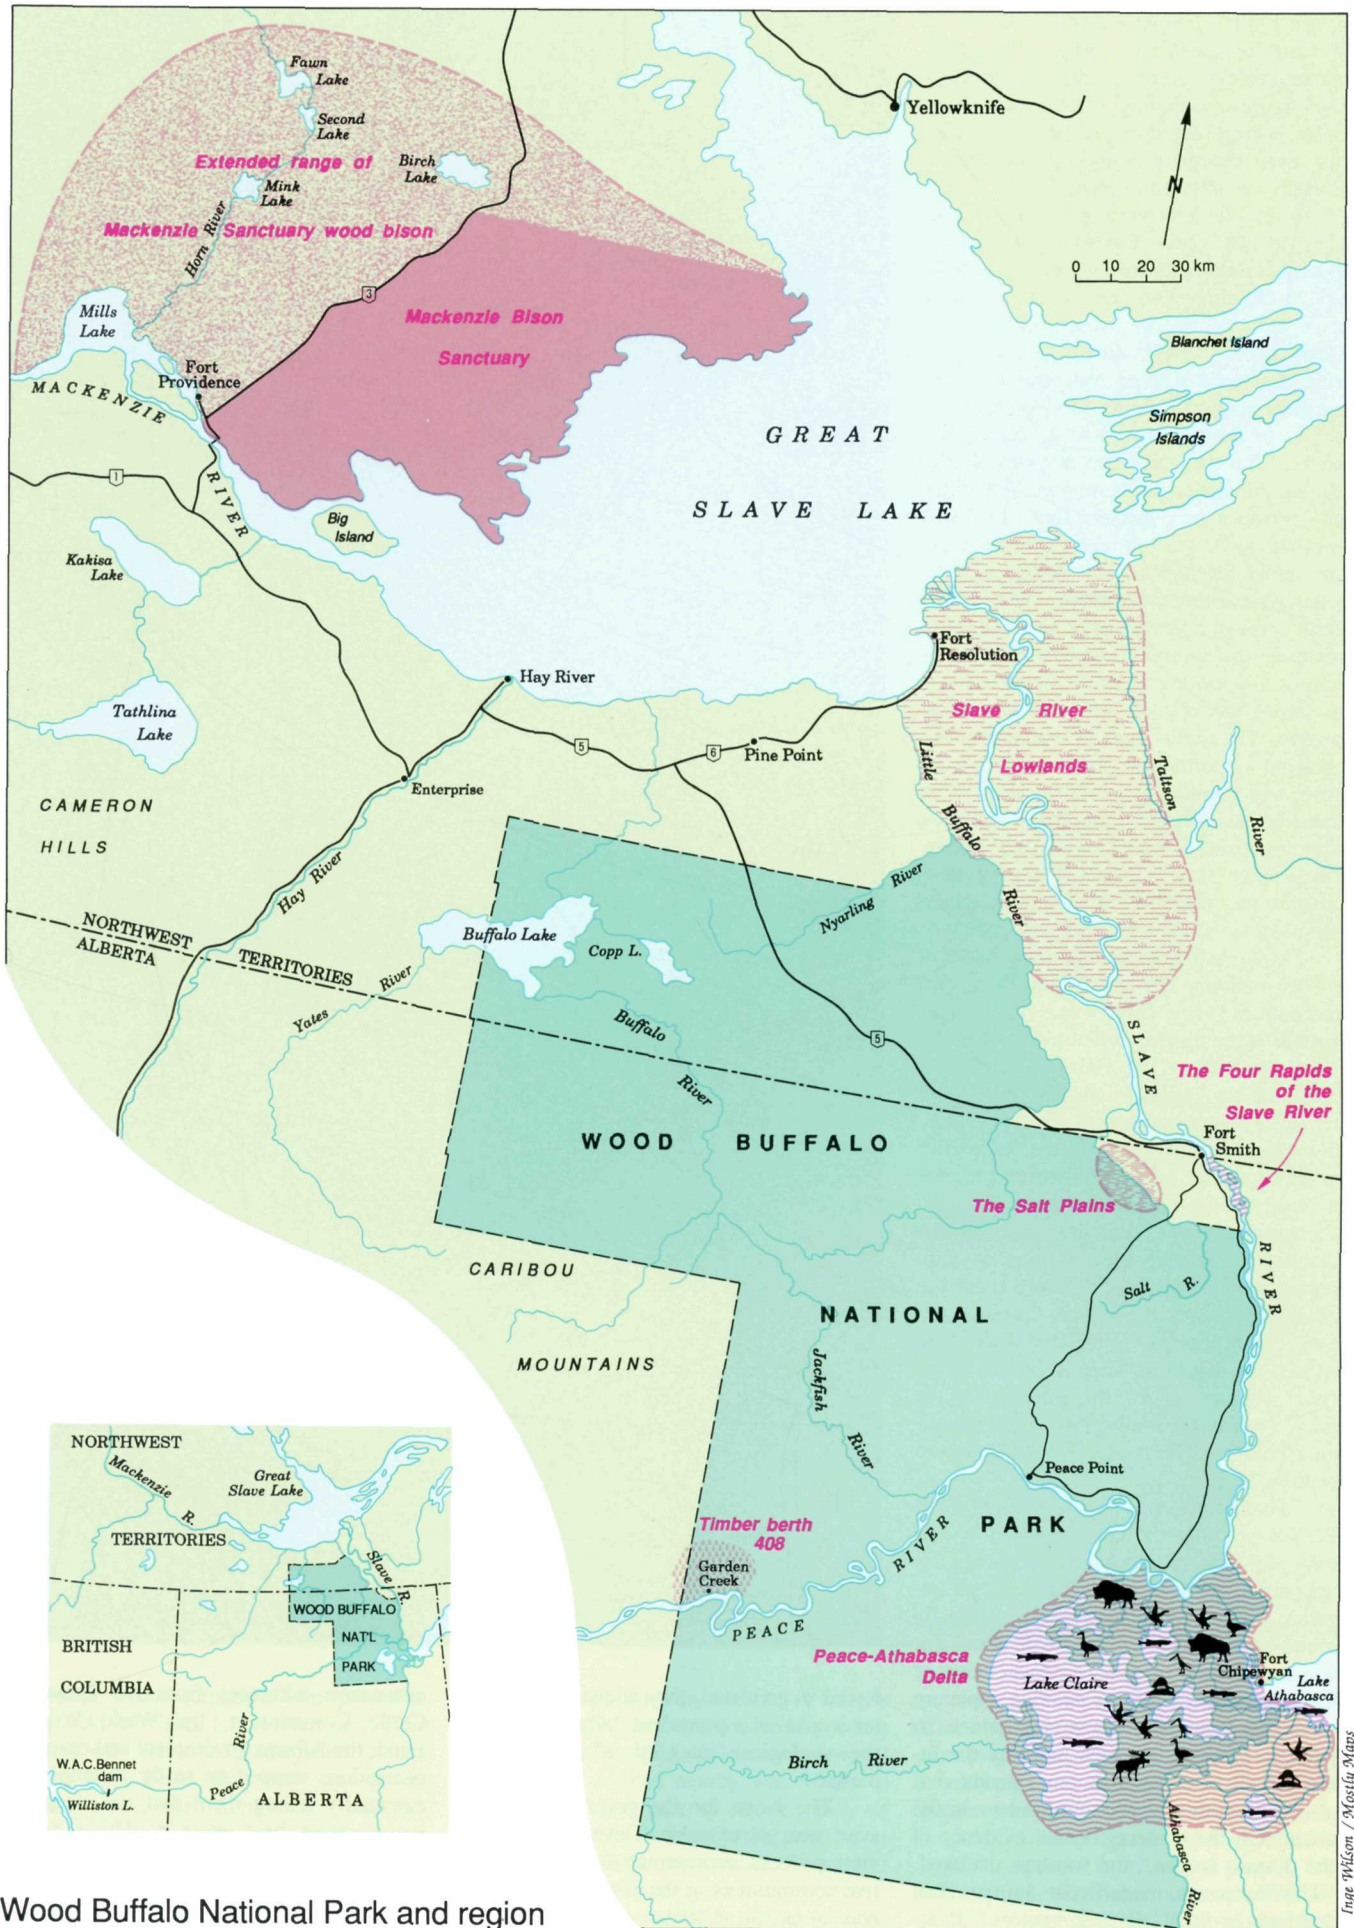 Fawn
Lake
Second
Lake
Extended range of
Birch
Lake
Mink
Lake
Mackenzie Sanctuary wood bison
Horn River
Yellowknife
N
0 10 20 30 km
3
Mackenzie Bison
Sanctuary
Mills
Lake
Fort
Providence
MACKENZIE
RIVER
Blanchet Island
Simpson
Islands
GREAT
SLAVE LAKE
1
Big
Island
Kakisa
Lake
Tathlina
Lake
Hay River
Fort
Resolution
Slave River
Lowlands
5
6
Pine Point
Enterprise
Little
Buffalo
River
Taltson
River
CAMERON
HILLS
Hay River
NORTHWEST
TERRITORIES
ALBERTA
Buffalo Lake
Copp L.
Nyarling River
Yates River
Buffalo
River
5
SLAVE
RIVER
The Four Rapids
of the
Slave River
Fort
Smith
WOOD BUFFALO
The Salt Plains
CARIBOU
MOUNTAINS
NATIONAL
Salt R.
Jackfish
River
Peace Point
PARK
Timber berth
408
Garden
Creek
PEACE
RIVER
Peace-Athabasca
Delta
Lake Claire
Fort
Chipewyan
Lake
Athabasca
Birch River
Athabasca
River
NORTHWEST
Mackenzie
R.
Great
Slave Lake
TERRITORIES
Slave R.
WOOD BUFFALO
NAT'L
PARK
BRITISH
COLUMBIA
River
Peace
W.A.C. Bennet
dam
Williston L.
ALBERTA
Inge Wilson / Mostly Maps
Wood Buffalo National Park and region